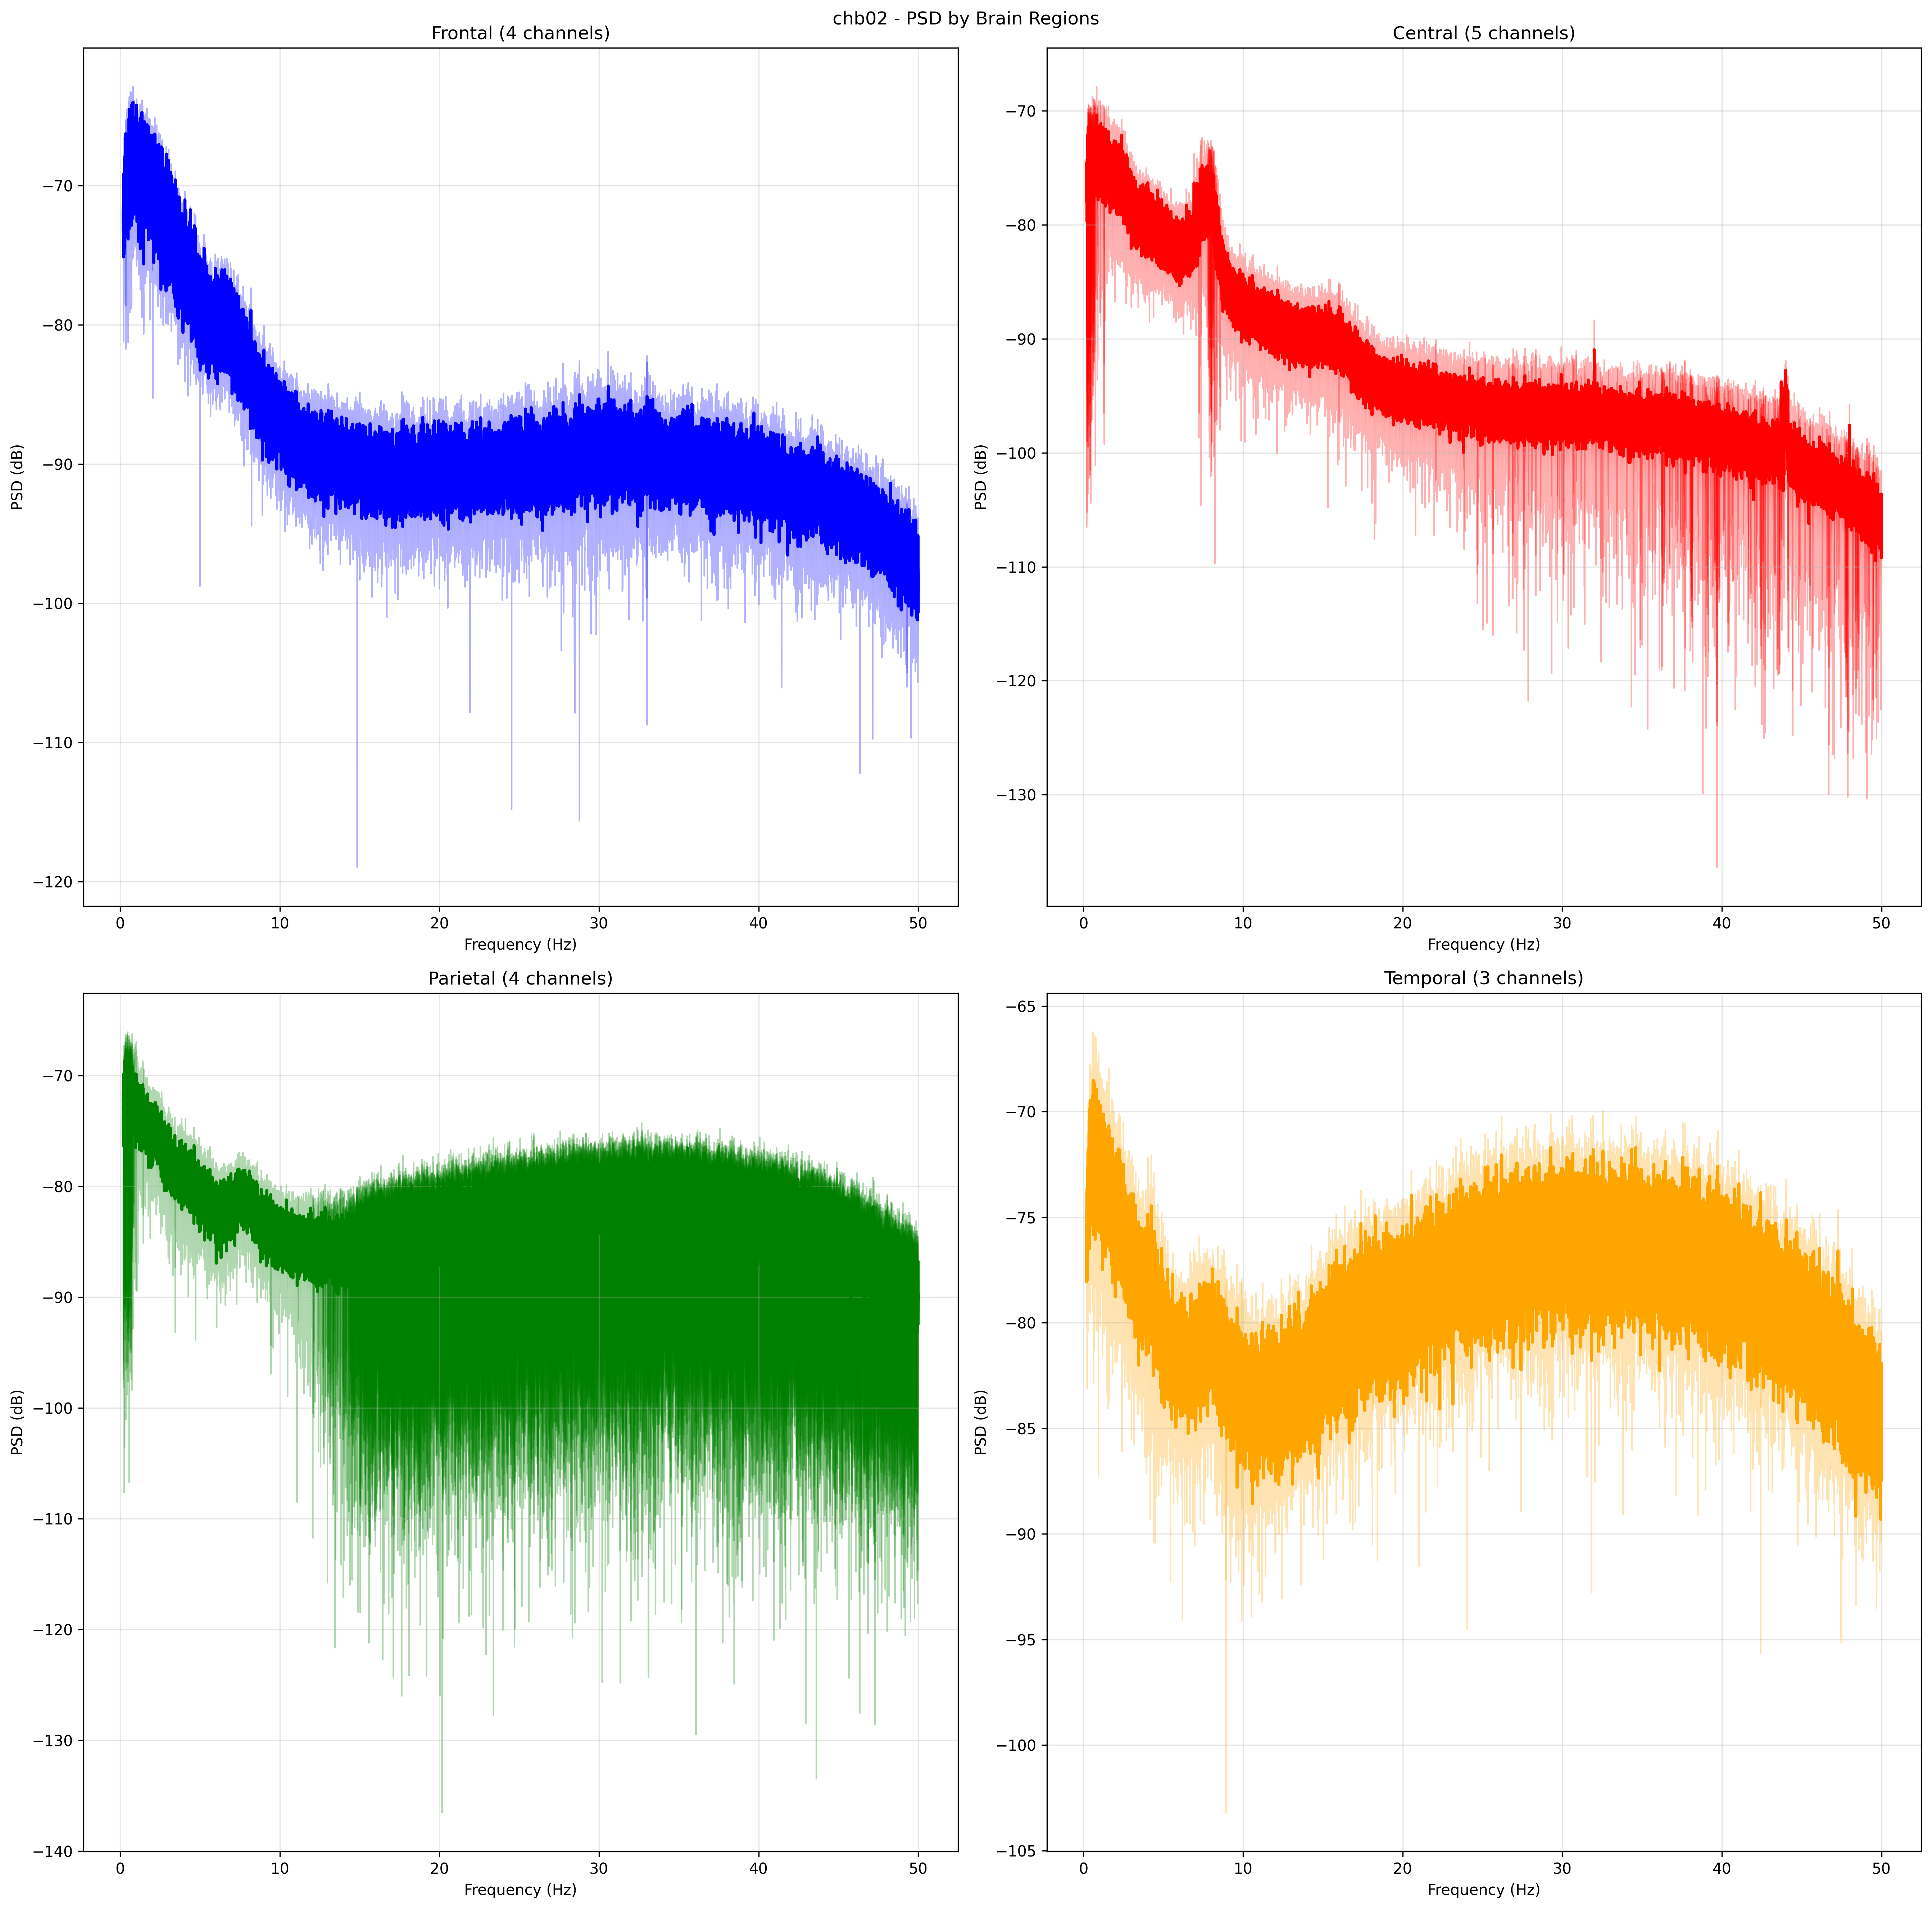 chb02 - PSD by Brain Regions
Frontal (4 channels)
−70
−80
−90
−100
−110
−120
PSD (dB)
0 10 20 30 40 50
Frequency (Hz)
Central (5 channels)
−70
−80
−90
−100
−110
−120
−130
PSD (dB)
0 10 20 30 40 50
Frequency (Hz)
Parietal (4 channels)
−70
−80
−90
−100
−110
−120
−130
−140
PSD (dB)
0 10 20 30 40 50
Frequency (Hz)
Temporal (3 channels)
−65
−70
−75
−80
−85
−90
−95
−100
−105
PSD (dB)
0 10 20 30 40 50
Frequency (Hz)